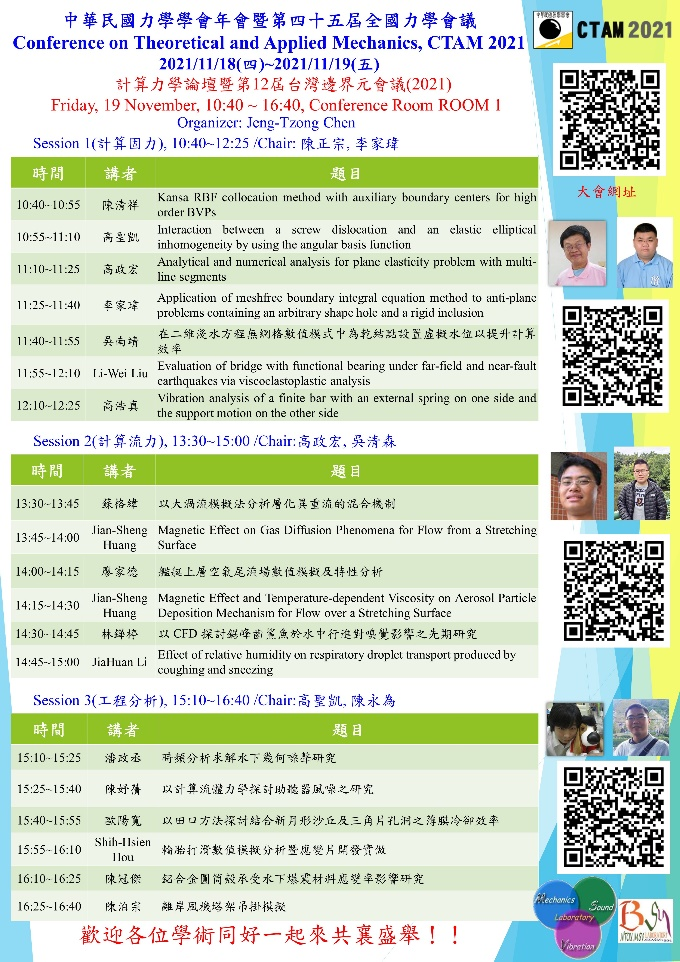 中華民國力學學會年會暨第四十五屆全國力學會議
Conference on Theoretical and Applied Mechanics, CTAM 2021
CTAM 2021
2021/11/18(四)~2021/11/19(五)
計算力學論壇暨第12屆台灣邊界元會議(2021)
Friday, 19 November, 10:40 ~ 16:40, Conference Room ROOM 1
Organizer: Jeng-Tzong Chen
大會網址
Session 1(計算固力), 10:40~12:25 /Chair: 陳正宗, 李家瑋
時間 講者 題目
10:40~10:55 陳清祥 Kansa RBF collocation method with auxiliary boundary centers for high
order BVPs
10:55~11:10 高聖凱 Interaction between a screw dislocation and an elastic elliptical
inhomogeneity by using the angular basis function
11:10~11:25 高政宏 Analytical and numerical analysis for plane elasticity problem with multi-
line segments
11:25~11:40 李家瑋 Application of meshfree boundary integral equation method to anti-plane
problems containing an arbitrary shape hole and a rigid inclusion
11:40~11:55 吳南靖 在二維淺水方程無網格數值模式中為乾結點設置虛擬水位以提升計算
效率
11:55~12:10 Li-Wei Liu Evaluation of bridge with functional bearing under far-field and near-fault
earthquakes via viscoelastoplastic analysis
12:10~12:25 高浩真 Vibration analysis of a finite bar with an external spring on one side and
the support motion on the other side
Session 2(計算流力), 13:30~15:00 /Chair:高政宏, 吳清森
時間 講者 題目
13:30~13:45 蘇恪緯 以大渦流模擬法分析層化異重流的混合機制
13:45~14:00 Jian-Sheng
Huang Magnetic Effect on Gas Diffusion Phenomena for Flow from a Stretching
Surface
14:00~14:15 廖家德 艦艇上層空氣尾流場數值模擬及特性分析
14:15~14:30 Jian-Sheng
Huang Magnetic Effect and Temperature-dependent Viscosity on Aerosol Particle
Deposition Mechanism for Flow over a Stretching Surface
14:30~14:45 林鏵梈 以 CFD 探討鋸峰齒鯊魚於水中行進對嗅覺影響之先期研究
14:45~15:00 JiaHuan Li Effect of relative humidity on respiratory droplet transport produced by
coughing and sneezing
Session 3(工程分析), 15:10~16:40 /Chair:高聖凱, 陳永為
時間 講者 題目
15:10~15:25 潘政丞 時頻分析求解水下幾何噪聲研究
15:25~15:40 陳妤蒨 以計算流體力學探討助聽器風噪之研究
15:40~15:55 歐陽寬 以田口方法探討結合新月形沙丘及三角片孔洞之薄膜冷卻效率
15:55~16:10 Shih-Hsien
Hou 輪胎打滑數值模擬分析暨應變片開發實做
16:10~16:25 陳冠傑 鋁合金圓筒殼承受水下爆震材料應變率影響研究
16:25~16:40 陳泊宗 離岸風機塔架吊掛模擬
Mechanics
Sound
Laboratory
Vibration
歡迎各位學術同好一起來共襄盛舉！！